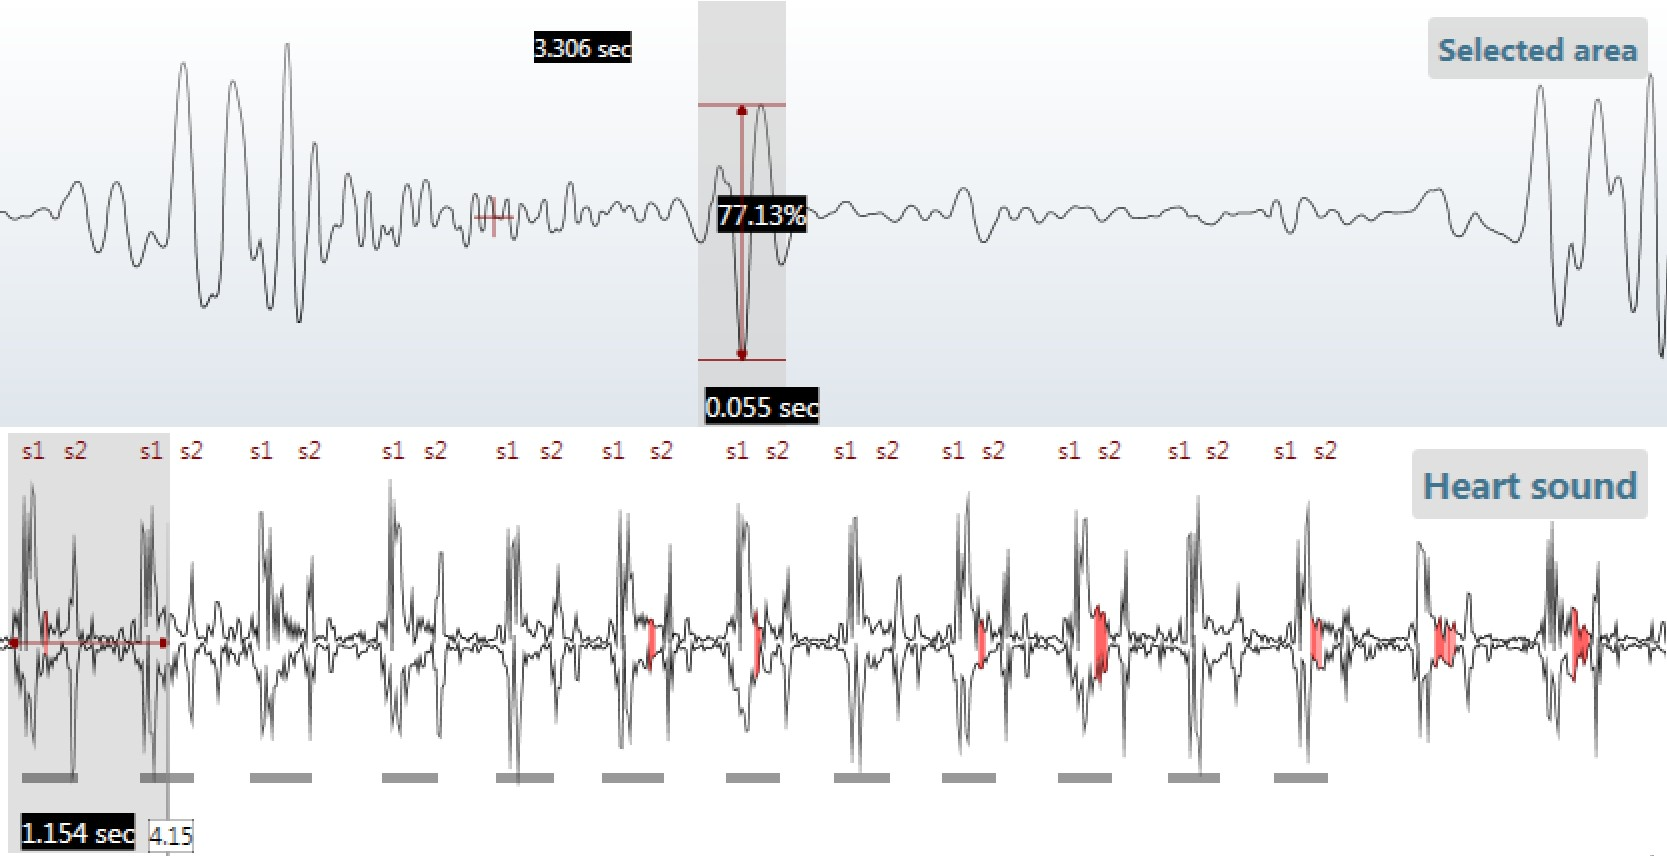 3.306 sec
Selected area
77.13%
0.055 sec
s1 s2 s1 s2 s1 s2 s1 s2 s1 s2 s1 s2 s1 s2 s1 s2 s1 s2 s1 s2 s1 s2 s1 s2
Heart sound
1.154 sec 4.15